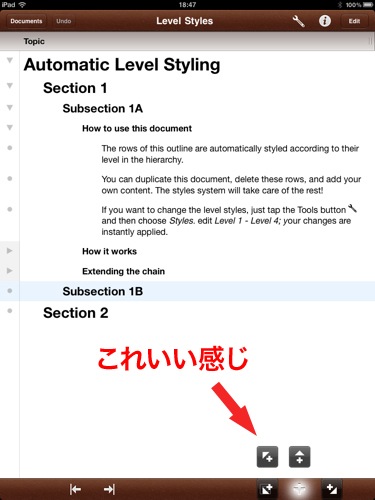 iPad 18:47 100%
Documents Undo Level Styles Edit
Topic
Automatic Level Styling
Section 1
Subsection 1A
How to use this document
The rows of this outline are automatically styled according to their
level in the hierarchy.
You can duplicate this document, delete these rows, and add your
own content. The styles system will take care of the rest!
If you want to change the level styles, just tap the Tools button
and then choose Styles. edit Level 1 - Level 4; your changes are
instantly applied.
How it works
Extending the chain
Subsection 1B
Section 2
これいい感じ